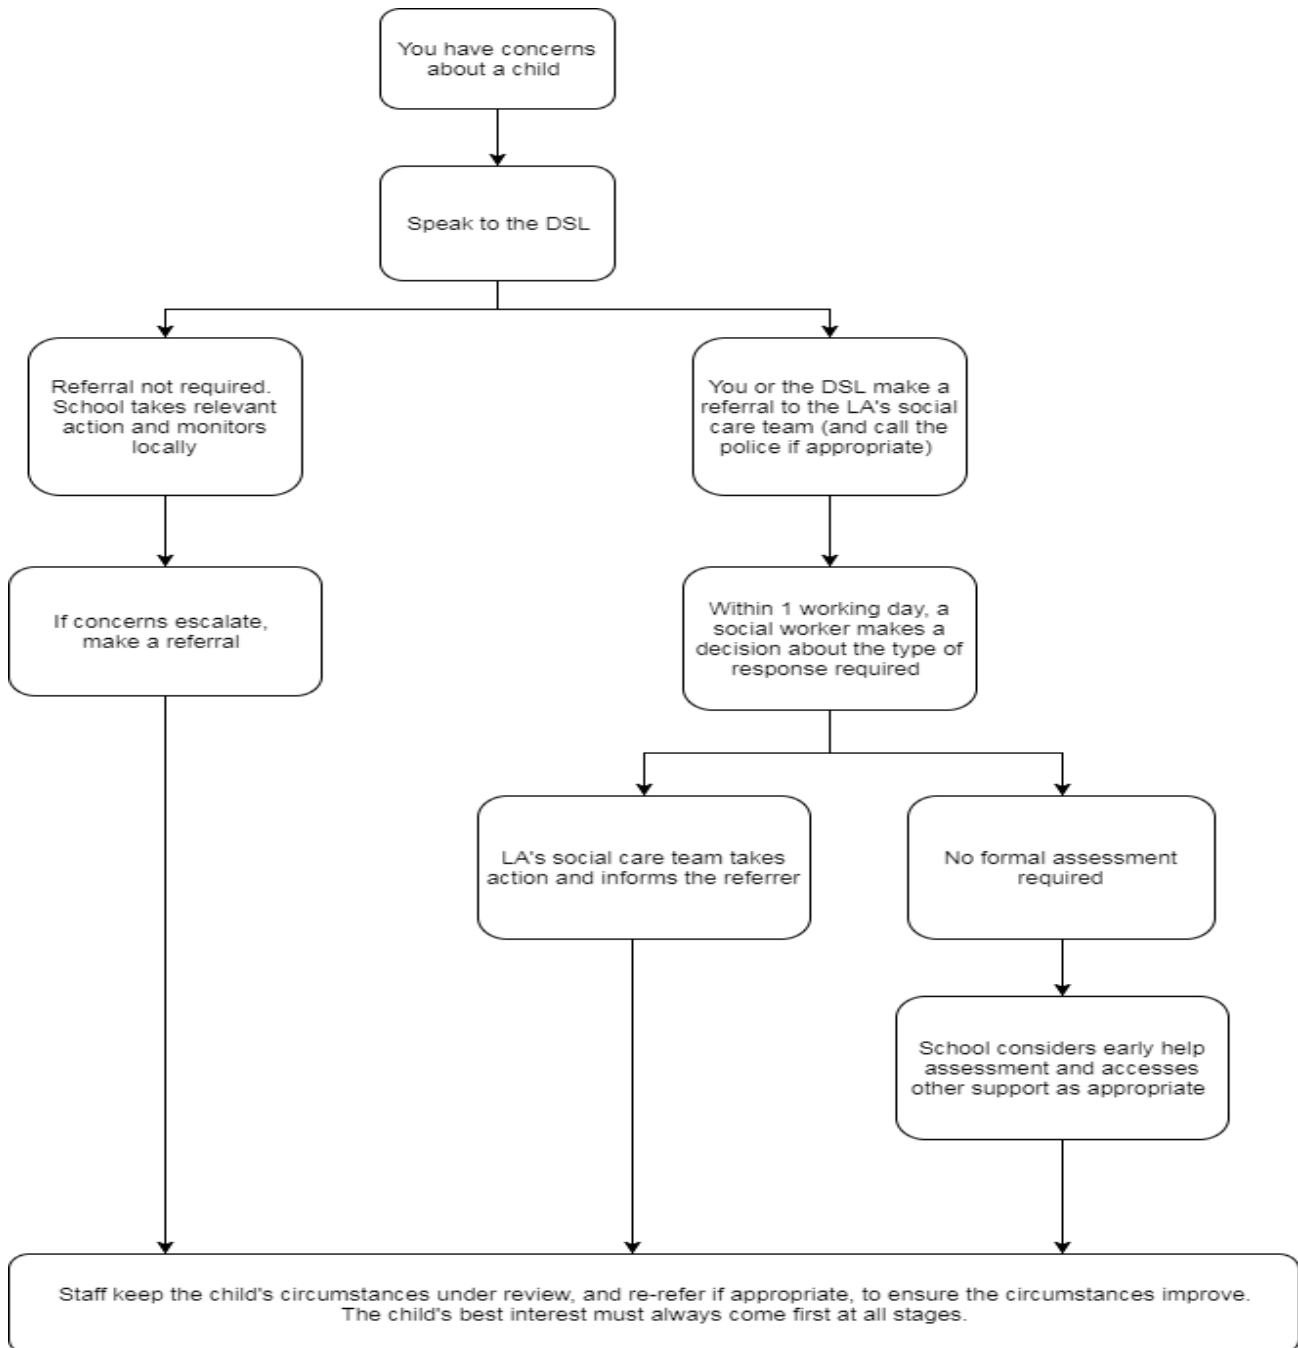 You have concerns
about a child
Speak to the DSL
Referral not required.
School takes relevant
action and monitors
locally
You or the DSL make a
referral to the LA's social
care team (and call the
police if appropriate)
If concerns escalate,
make a referral
Within 1 working day, a
social worker makes a
decision about the type of
response required
LA's social care team takes
action and informs the referrer
No formal assessment
required
School considers early help
assessment and accesses
other support as appropriate
Staff keep the child's circumstances under review, and re-refer if appropriate, to ensure the circumstances improve.
The child's best interest must always come first at all stages.